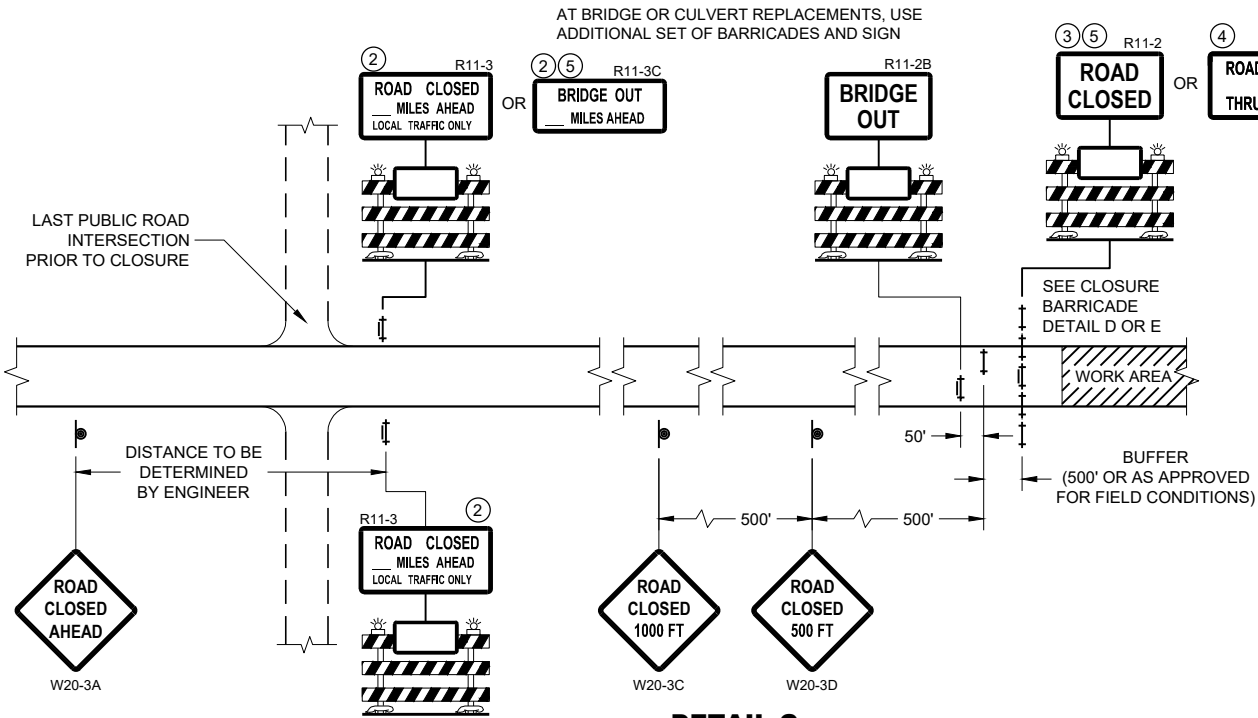 AT BRIDGE OR CULVERT REPLACEMENTS, USE
ADDITIONAL SET OF BARRICADES AND SIGN
2
R11-3
ROAD CLOSED
___ MILES AHEAD
LOCAL TRAFFIC ONLY
OR
2 5
R11-3C
BRIDGE OUT
___ MILES AHEAD
R11-2B
BRIDGE
OUT
3 5
R11-2
ROAD
CLOSED
OR
4
ROAD
THRU
LAST PUBLIC ROAD
INTERSECTION
PRIOR TO CLOSURE
SEE CLOSURE
BARRICADE
DETAIL D OR E
WORK AREA
DISTANCE TO BE
DETERMINED
BY ENGINEER
50'
BUFFER
(500' OR AS APPROVED
FOR FIELD CONDITIONS)
500'
500'
R11-3
2
ROAD CLOSED
___ MILES AHEAD
LOCAL TRAFFIC ONLY
ROAD
CLOSED
AHEAD
W20-3A
ROAD
CLOSED
1000 FT
W20-3C
ROAD
CLOSED
500 FT
W20-3D